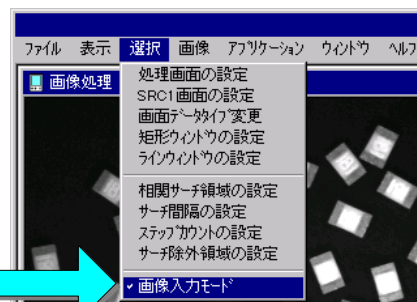 ファイル 表示 選択 画像 アプリケーション ウィンドウ ヘルプ
画像処理
処理画面の設定
SRC1画面の設定
画面データタイプ変更
矩形ウィンドウの設定
ラインウィンドウの設定
相関サーチ領域の設定
サーチ間隔の設定
ステップカウントの設定
サーチ除外領域の設定
✓画像入力モード